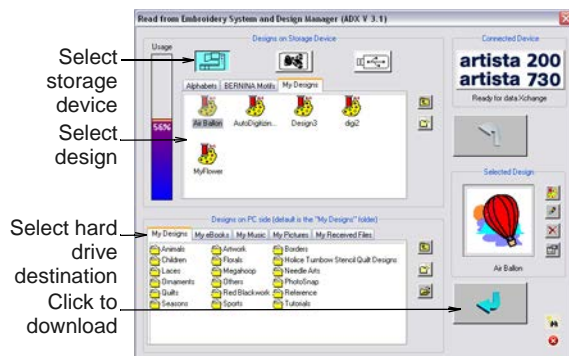 Read from Embroidery System and Design Manager (ADX V 3.1)
Usage
Designs on Storage Device
Connected Device
Select
storage
device
artista 200
artista 730
Ready for data Xchange
Alphabets BERNINA Motifs My Designs
Select
design
56%
Air Ballon AutoDigitizin... Design3 digi2
MyFlower
Selected Design
Air Ballon
Select hard
drive
destination
Designs on PC side (default is the "My Designs" folder)
My Designs My eBooks My Music My Pictures My Received Files
Animals Artwork Borders
Children Florals Holice Turnbow Stencil Quilt Designs
Laces Megahoop Needle Arts
Ornaments Others PhotoSnap
Quilts Red Blackwork Reference
Seasons Sports Tutorials
Click to
download